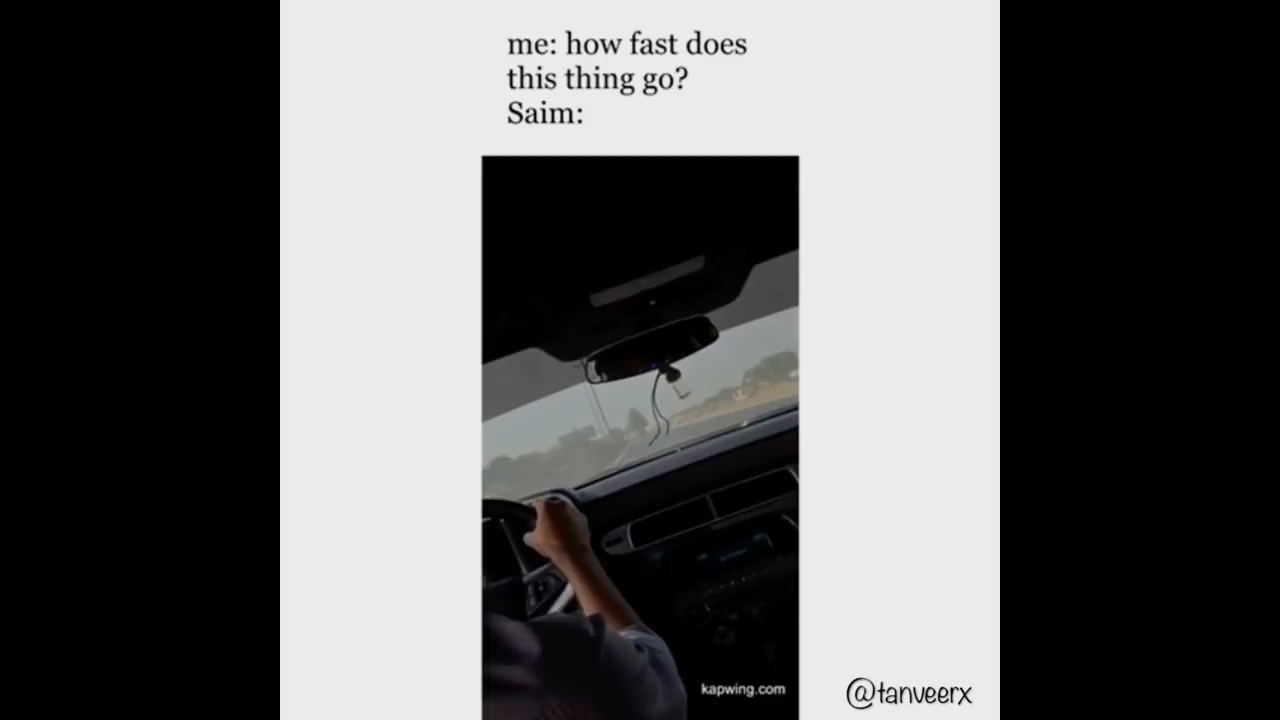 me: how fast does
this thing go?
Saim:
kapwing.com
@tanveerx